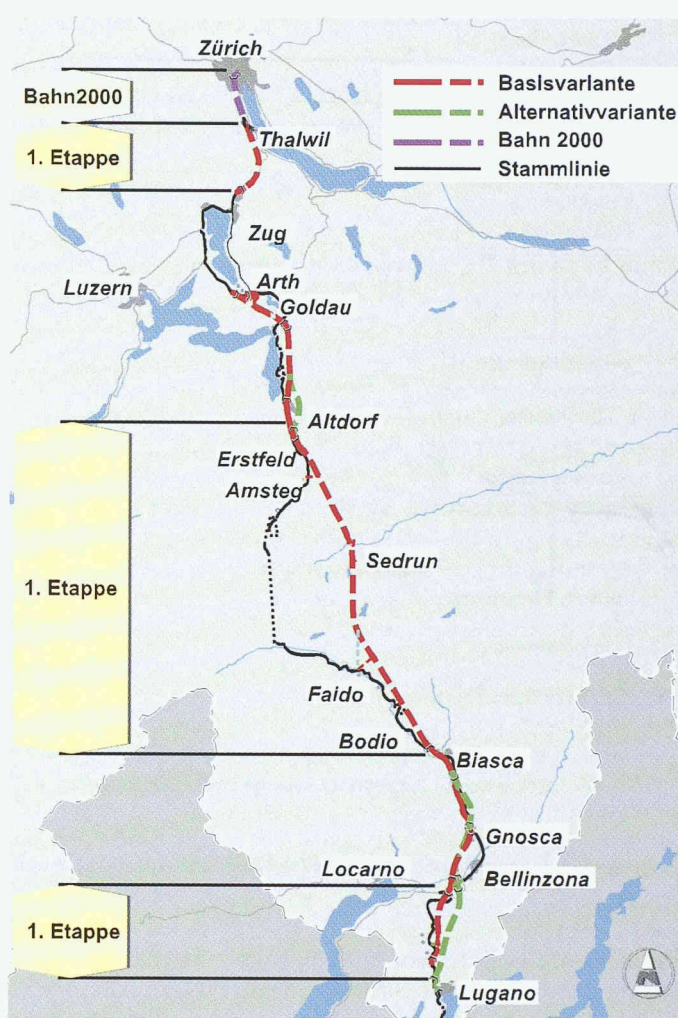 Zürich
Basisvariante
Alternativvariante
Bahn 2000
Stammlinie
Bahn2000
Thalwil
1. Etappe
Zug
Luzern
Arth
Goldau
Altdorf
Erstfeld
Amsteg
Sedrun
1. Etappe
Faido
Bodio
Biasca
Gnosca
Locarno
Bellinzona
1. Etappe
Lugano